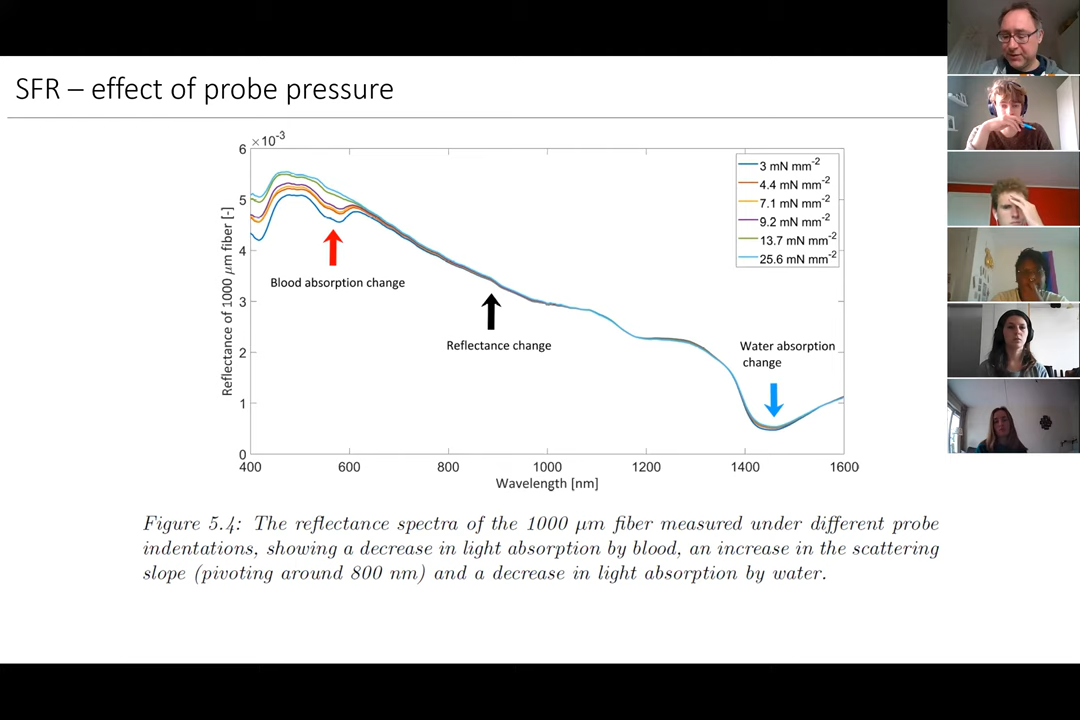 SFR – effect of probe pressure
×10⁻³
6
5
4
3
2
1
0
Reflectance of 1000 μm fiber [-]
3 mN mm⁻²
4.4 mN mm⁻²
7.1 mN mm⁻²
9.2 mN mm⁻²
13.7 mN mm⁻²
25.6 mN mm⁻²
Blood absorption change
Reflectance change
Water absorption
change
400 600 800 1000 1200 1400 1600
Wavelength [nm]
Figure 5.4: The reflectance spectra of the 1000 μm fiber measured under different probe
indentations, showing a decrease in light absorption by blood, an increase in the scattering
slope (pivoting around 800 nm) and a decrease in light absorption by water.